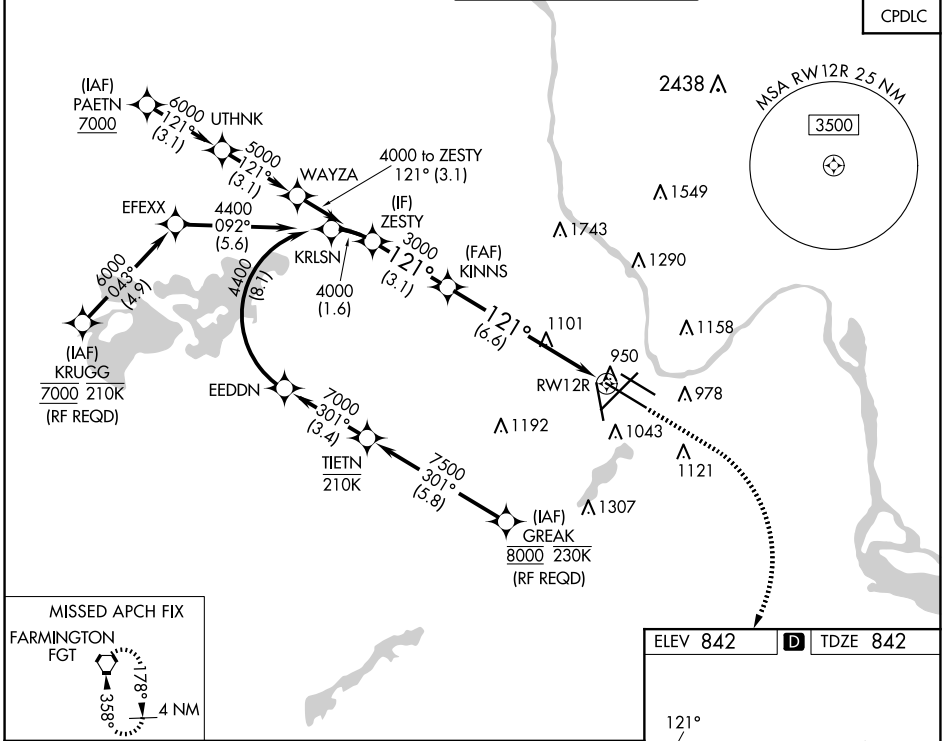 CPDLC
(IAF)
PAETN
7000
6000
121°
(3.1)
UTHNK
5000
121°
(3.1)
WAYZA
4000 to ZESTY
121° (3.1)
(IF)
ZESTY
EFEXX
4400
092°
(5.6)
KRLSN
4000
(1.6)
3000
121°
(3.1)
(FAF)
KINNS
6000
043°
(4.9)
(IAF)
KRUGG
7000 210K
(RF REQD)
4400
(8.1)
EEDDN
7000
301°
(3.4)
TIETN
210K
7500
301°
(5.8)
(IAF)
GREAK
8000 230K
(RF REQD)
121°
(6.6)
RW12R
2438
MSA RW12R 25 NM
3500
1549
1743
1290
1158
1101
950
978
1192
1043
1121
1307
MISSED APCH FIX
FARMINGTON
FGT
178°
358°
4 NM
ELEV 842
D
TDZE 842
121°